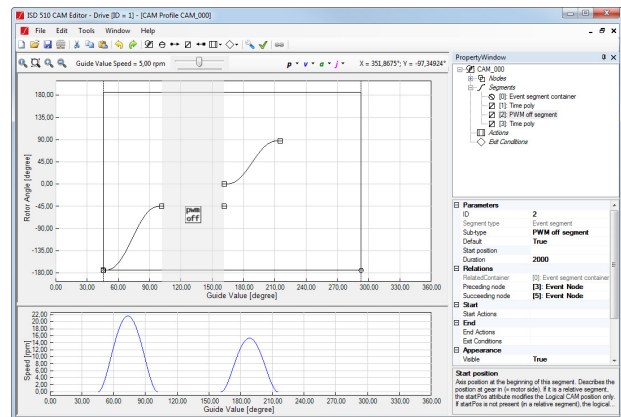 ISD 510 CAM Editor - Drive [ID = 1] - [CAM Profile CAM_000]
File Edit Tools Window Help
Guide Value Speed = 5,00 rpm
p v a j X = 351,8675°; Y = -97,34924°
180,00
135,00
90,00
45,00
0,00
-45,00
-90,00
-135,00
-180,00
Rotor Angle [degree]
pwm
off
0,00 30,00 60,00 90,00 120,00 150,00 180,00 210,00 240,00 270,00 300,00 330,00 360,00
Guide Value [degree]
22,00
20,00
18,00
16,00
14,00
12,00
10,00
8,00
6,00
4,00
2,00
0,00
Speed [rpm]
0,00 30,00 60,00 90,00 120,00 150,00 180,00 210,00 240,00 270,00 300,00 330,00 360,00
Guide Value [degree]
PropertyWindow
CAM_000
Nodes
Segments
[0]: Event segment container
[1]: Time poly
[2]: PWM off segment
[3]: Time poly
Actions
Exit Conditions
Parameters
ID 2
Segment type Event segment
Sub-type PWM off segment
Default True
Start position
Duration 2000
Relations
RelatedContainer [0]: Event segment container
Preceding node [3]: Event Node
Succeeding node [5]: Event Node
Start
Start Actions
End
End Actions
Exit Conditions
Appearance
Visible True
Start position
Axis position at the beginning of this segment. Describes the
position at gear in (= motor side). If it is a relative segment,
the startPos attribute modifies the Logical CAM position only.
If startPos is not present (in a relative segment), the logical...